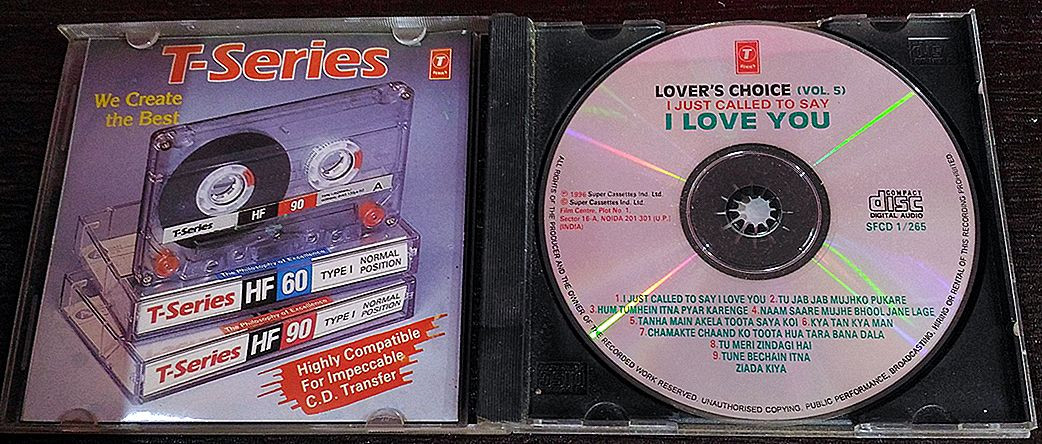 T-Series
T
We Create
the Best
A
T-Series
HF
90
The Philosophy of Excellence
T-Series HF 60 TYPE I NORMAL
POSITION
The Philosophy of Excellence
T-Series HF 90 TYPE I NORMAL
POSITION
Highly Compatible
For Impeccable
C.D. Transfer
T
LOVER'S CHOICE (VOL. 5)
I JUST CALLED TO SAY
I LOVE YOU
℗ 1996 Super Cassettes Ind. Ltd.
© Super Cassettes Ind. Ltd.
Film Centre, Plot No. 1,
Sector 16-A, NOIDA 201 301 (U.P.)
(INDIA)
COMPACT
disc
DIGITAL AUDIO
SFCD 1/265
1. I JUST CALLED TO SAY I LOVE YOU 2. TU JAB JAB MUJHKO PUKARE
3. HUM TUMHEIN ITNA PYAR KARENGE 4. NAAM SAARE MUJHE BHOOL JANE LAGE
5. TANHA MAIN AKELA TOOTA SAYA KOI 6. KYA TAN KYA MAN
7. CHAMAKTE CHAAND KO TOOTA HUA TARA BANA DALA
8. TU MERI ZINDAGI HAI
9. TUNE BECHAIN ITNA
ZIADA KIYA
ALL RIGHTS OF THE PRODUCER AND THE OWNER OF THE RECORDED WORK RESERVED. UNAUTHORISED COPYING, PUBLIC PERFORMANCE, BROADCASTING, HIRING OR RENTAL OF THIS RECORDING PROHIBITED